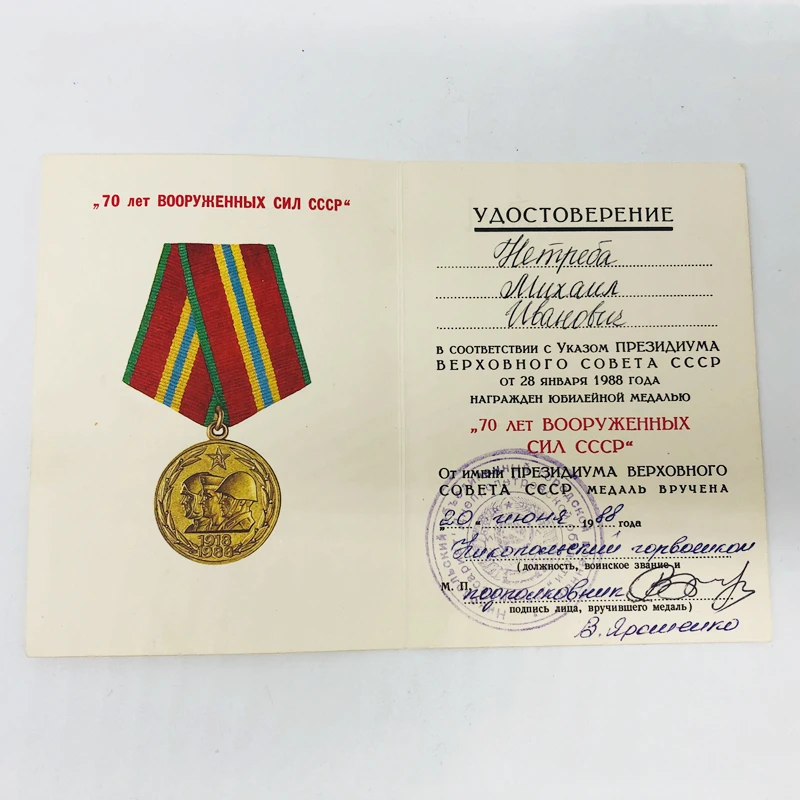 „70 лет ВООРУЖЕННЫХ СИЛ СССР“
1918
1988
УДОСТОВЕРЕНИЕ
Нетреба
Михаил
Иванович
В СООТВЕТСТВИИ С УКАЗОМ ПРЕЗИДИУМА
ВЕРХОВНОГО СОВЕТА СССР
ОТ 28 ЯНВАРЯ 1988 ГОДА
НАГРАЖДЕН ЮБИЛЕЙНОЙ МЕДАЛЬЮ
„70 ЛЕТ ВООРУЖЕННЫХ
СИЛ СССР“
ОТ ИМЕНИ ПРЕЗИДИУМА ВЕРХОВНОГО
СОВЕТА СССР МЕДАЛЬ ВРУЧЕНА
„20“ июня 1988 года
Никопольский горвоенком
(должность, воинское звание и
М. П. подполковник
подпись лица, вручившего медаль)
В. Ярошенко